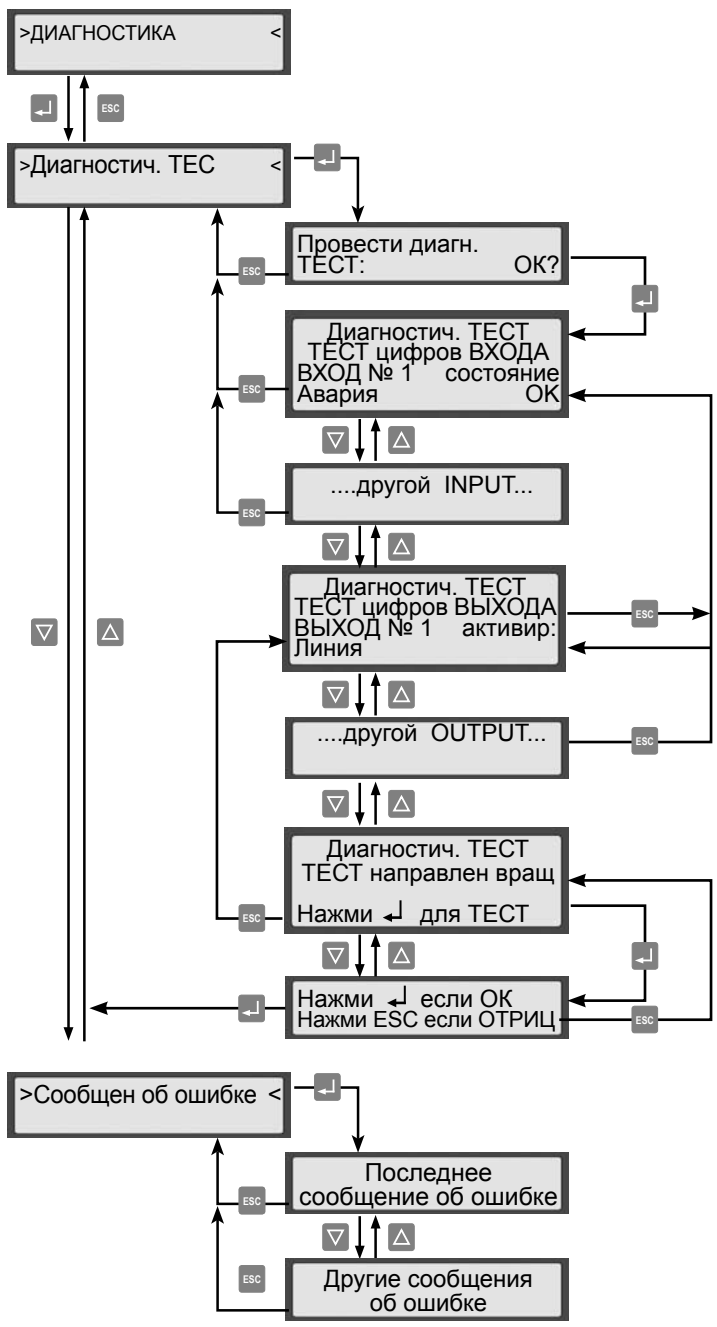 >ДИАГНОСТИКА <
ESC
>Диагностич. ТЕС <
Провести диагн.
ТЕСТ: ОК?
ESC
Диагностич. ТЕСТ
ТЕСТ цифров ВХОДА
ВХОД № 1 состояние
Авария OK
ESC
....другой INPUT...
ESC
Диагностич. ТЕСТ
ТЕСТ цифров ВЫХОДА
ВЫХОД № 1 активир:
Линия
ESC
....другой OUTPUT...
ESC
Диагностич. ТЕСТ
ТЕСТ направлен вращ
Нажми ↵ для ТЕСТ
ESC
Нажми ↵ если ОК
Нажми ESC если ОТРИЦ
ESC
>Сообщен об ошибке <
Последнее
сообщение об ошибке
ESC
Другие сообщения
об ошибке
ESC